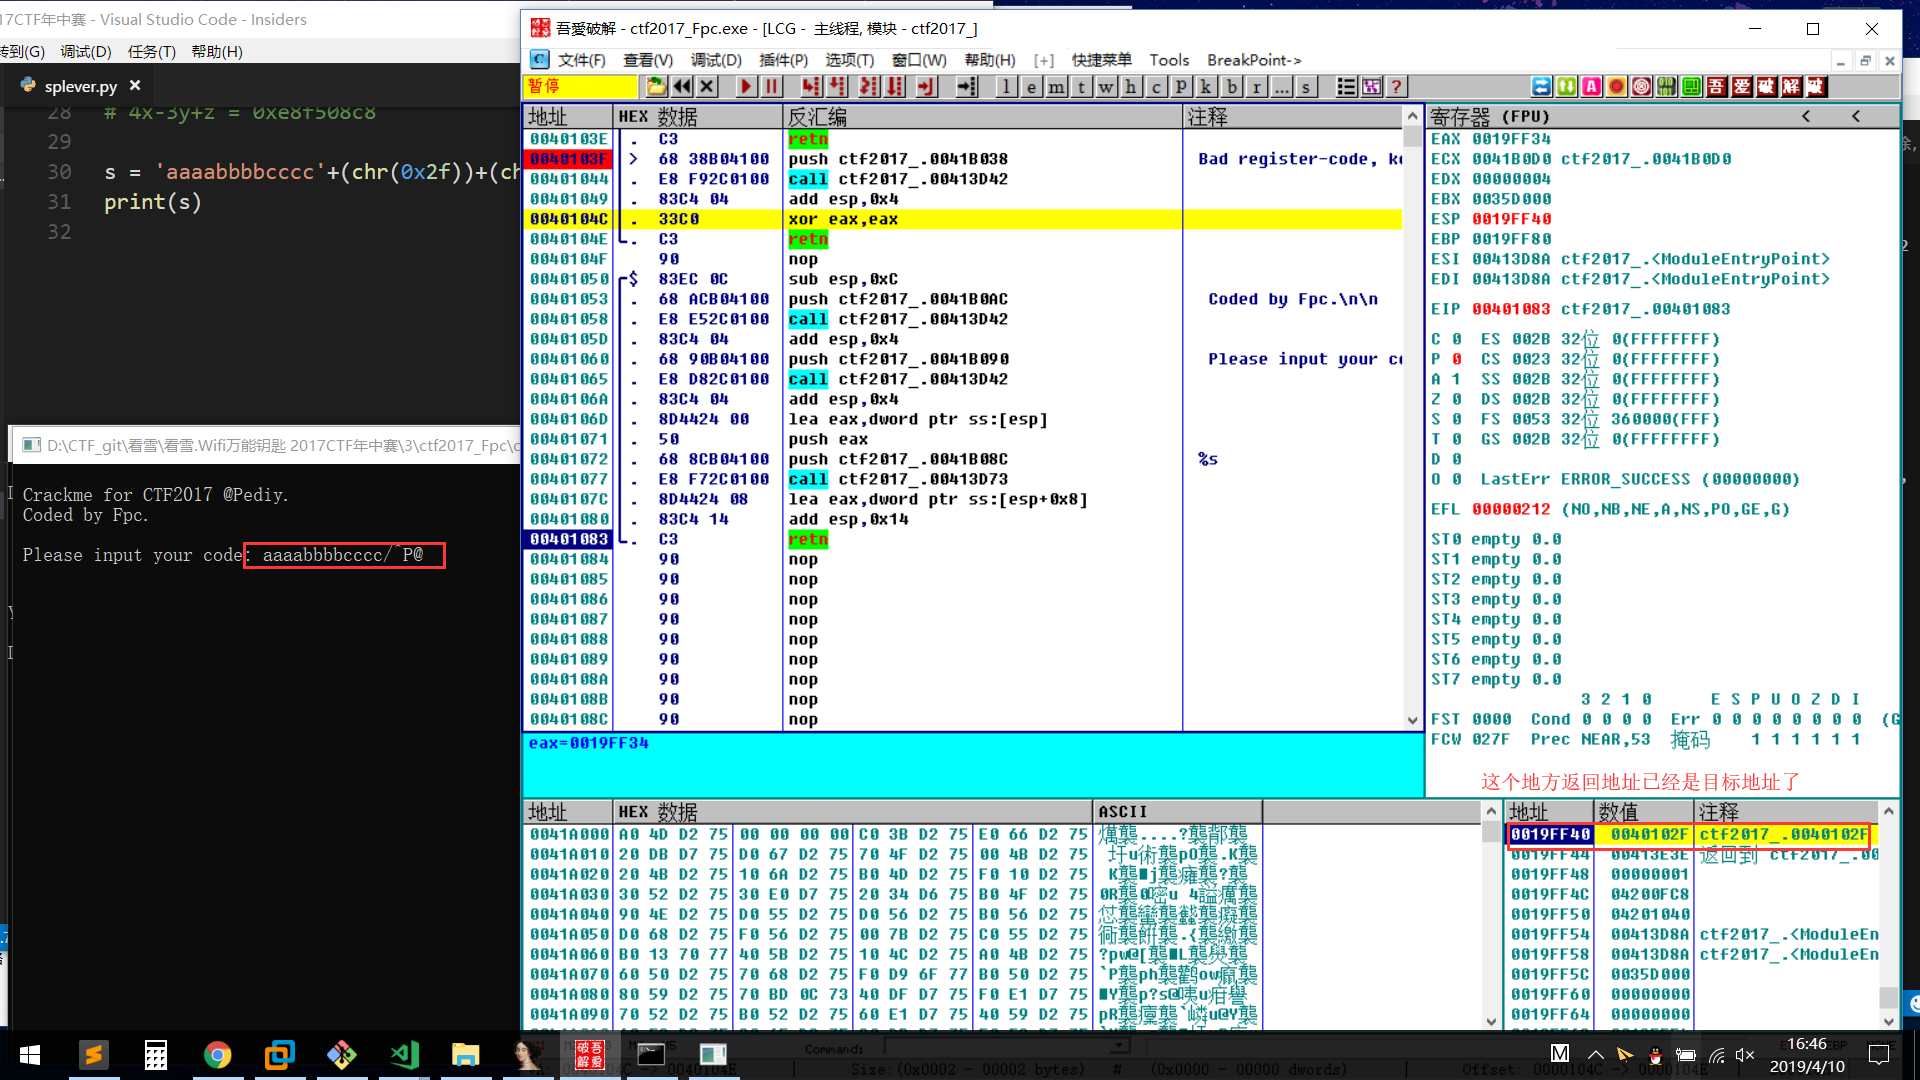 17CTF年中赛 - Visual Studio Code - Insiders
转到(G) 调试(D) 任务(T) 帮助(H)
splever.py
28 # 4x-3y+z = 0xe8f508c8
29
30 s = 'aaaabbbbcccc'+(chr(0x2f))+(ch
31 print(s)
32
D:\CTF_git\看雪\看雪.Wifi万能钥匙 2017CTF年中赛\3\ctf2017_Fpc\c
Crackme for CTF2017 @Pediy.
Coded by Fpc.
Please input your code: aaaabbbbcccc/^P@
吾愛破解 - ctf2017_Fpc.exe - [LCG - 主线程, 模块 - ctf2017_]
文件(F) 查看(V) 调试(D) 插件(P) 选项(T) 窗口(W) 帮助(H) [+] 快捷菜单 Tools BreakPoint->
暂停
l e m t w h c p k b r ... s ?
吾 愛 破 解
地址 HEX 数据 反汇编 注释
0040103E . C3 retn
0040103F > 68 38B04100 push ctf2017_.0041B038 Bad register-code, ke
00401044 . E8 F92C0100 call ctf2017_.00413D42
00401049 . 83C4 04 add esp,0x4
0040104C . 33C0 xor eax,eax
0040104E . C3 retn
0040104F 90 nop
00401050 $ 83EC 0C sub esp,0xC
00401053 . 68 ACB04100 push ctf2017_.0041B0AC Coded by Fpc.\n\n
00401058 . E8 E52C0100 call ctf2017_.00413D42
0040105D . 83C4 04 add esp,0x4
00401060 . 68 90B04100 push ctf2017_.0041B090 Please input your co
00401065 . E8 D82C0100 call ctf2017_.00413D42
0040106A . 83C4 04 add esp,0x4
0040106D . 8D4424 00 lea eax,dword ptr ss:[esp]
00401071 . 50 push eax
00401072 . 68 8CB04100 push ctf2017_.0041B08C %s
00401077 . E8 F72C0100 call ctf2017_.00413D73
0040107C . 8D4424 08 lea eax,dword ptr ss:[esp+0x8]
00401080 . 83C4 14 add esp,0x14
00401083 . C3 retn
00401084 90 nop
00401085 90 nop
00401086 90 nop
00401087 90 nop
00401088 90 nop
00401089 90 nop
0040108A 90 nop
0040108B 90 nop
0040108C 90 nop
eax=0019FF34
寄存器 (FPU) < <
EAX 0019FF34
ECX 0041B0D0 ctf2017_.0041B0D0
EDX 00000004
EBX 0035D000
ESP 0019FF40
EBP 0019FF80
ESI 00413D8A ctf2017_.<ModuleEntryPoint>
EDI 00413D8A ctf2017_.<ModuleEntryPoint>
EIP 00401083 ctf2017_.00401083
C 0 ES 002B 32位 0(FFFFFFFF)
P 0 CS 0023 32位 0(FFFFFFFF)
A 1 SS 002B 32位 0(FFFFFFFF)
Z 0 DS 002B 32位 0(FFFFFFFF)
S 0 FS 0053 32位 360000(FFF)
T 0 GS 002B 32位 0(FFFFFFFF)
D 0
O 0 LastErr ERROR_SUCCESS (00000000)
EFL 00000212 (NO,NB,NE,A,NS,PO,GE,G)
ST0 empty 0.0
ST1 empty 0.0
ST2 empty 0.0
ST3 empty 0.0
ST4 empty 0.0
ST5 empty 0.0
ST6 empty 0.0
ST7 empty 0.0
3 2 1 0 E S P U O Z D I
FST 0000 Cond 0 0 0 0 Err 0 0 0 0 0 0 0 0 (G
FCW 027F Prec NEAR,53 掩码 1 1 1 1 1 1
这个地方返回地址已经是目标地址了
地址 HEX 数据 ASCII
0041A000 A0 4D D2 75 00 00 00 00 C0 3B D2 75 E0 66 D2 75
0041A010 20 DB D7 75 D0 67 D2 75 70 4F D2 75 00 4B D2 75
0041A020 20 4B D2 75 10 6A D2 75 B0 4D D2 75 F0 10 D2 75
0041A030 30 52 D2 75 30 E0 D7 75 20 34 D6 75 B0 4F D2 75
0041A040 90 4E D2 75 D0 55 D2 75 D0 56 D2 75 B0 56 D2 75
0041A050 D0 68 D2 75 F0 56 D2 75 00 7B D2 75 C0 55 D2 75
0041A060 B0 13 70 77 40 5B D2 75 10 4C D2 75 A0 4B D2 75
0041A070 60 50 D2 75 70 68 D2 75 F0 D9 6F 77 B0 50 D2 75
0041A080 80 59 D2 75 70 BD 0C 73 40 DF D7 75 F0 E1 D7 75
0041A090 70 52 D2 75 B0 52 D2 75 60 E1 D7 75 40 59 D2 75
地址 数值 注释
0019FF40 0040102F ctf2017_.0040102F
0019FF44 00413E3E 返回到 ctf2017_.00
0019FF48 00000001
0019FF4C 04200FC8
0019FF50 04201040
0019FF54 00413D8A ctf2017_.<ModuleEn
0019FF58 00413D8A ctf2017_.<ModuleEn
0019FF5C 0035D000
0019FF60 00000000
0019FF64 00000000
Command:
Size:(0x0002 - 00002 bytes) # (0x0000 - 00000 dwords)
M
16:46
2019/4/10